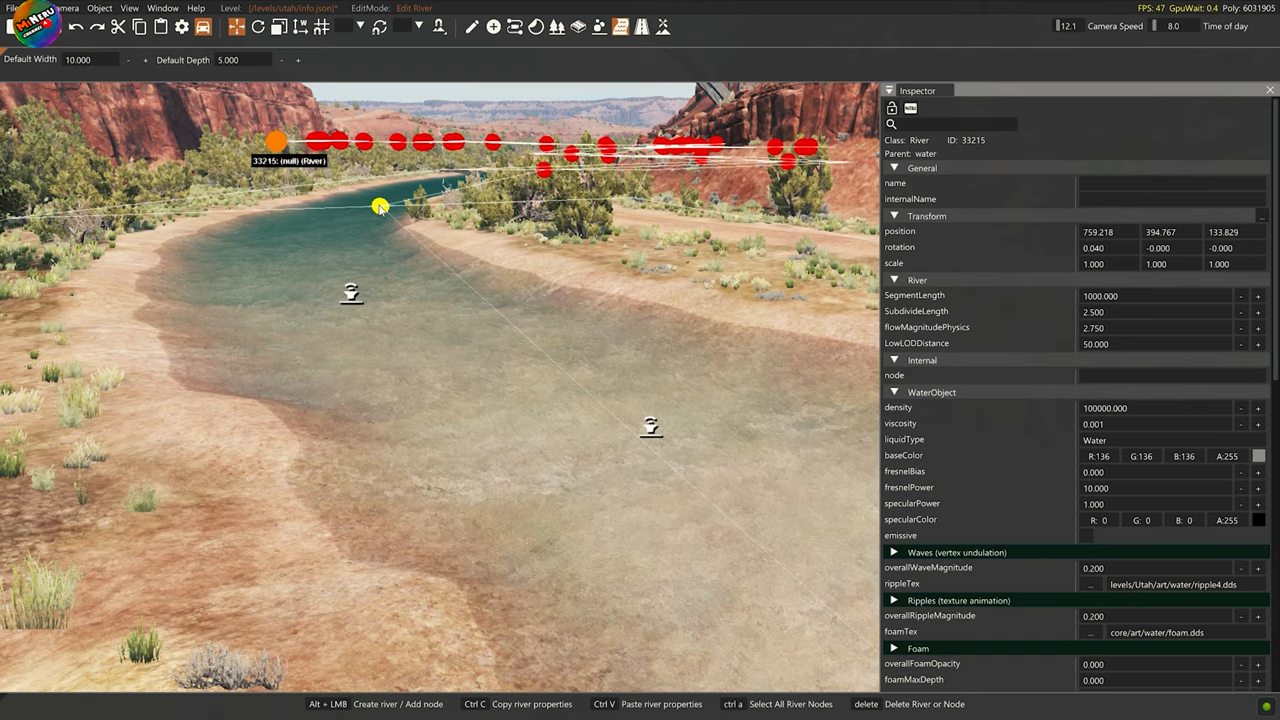 File Camera Object View Window Help Level: [/levels/utah/info.json]* EditMode: Edit River FPS: 47 GpuWait: 0.4 Poly: 6031905
MiNeBU
CHANNEL
12.1 Camera Speed 8.0 Time of day
Default Width 10.000 - + Default Depth 5.000 - +
Inspector
Class: River ID: 33215
Parent: water
General
name
internalName
Transform ...
position 759.218 394.767 133.829
rotation 0.040 -0.000 -0.000
scale 1.000 1.000 1.000
River
SegmentLength 1000.000 - +
SubdivideLength 2.500 - +
flowMagnitudePhysics 2.750 - +
LowLODDistance 50.000 - +
Internal
node
WaterObject
density 100000.000 - +
viscosity 0.001 - +
liquidType Water
baseColor R:136 G:136 B:136 A:255
fresnelBias 0.000 - +
fresnelPower 10.000 - +
specularPower 1.000 - +
specularColor R: 0 G: 0 B: 0 A:255
emissive
Waves (vertex undulation)
overallWaveMagnitude 0.200 - +
rippleTex ... levels/Utah/art/water/ripple4.dds
Ripples (texture animation)
overallRippleMagnitude 0.200 - +
foamTex ... core/art/water/foam.dds
Foam
overallFoamOpacity 0.000 - +
foamMaxDepth 0.000 - +
33215: (null) (River)
Alt + LMB Create river / Add node Ctrl C Copy river properties Ctrl V Paste river properties ctrl a Select All River Nodes delete Delete River or Node